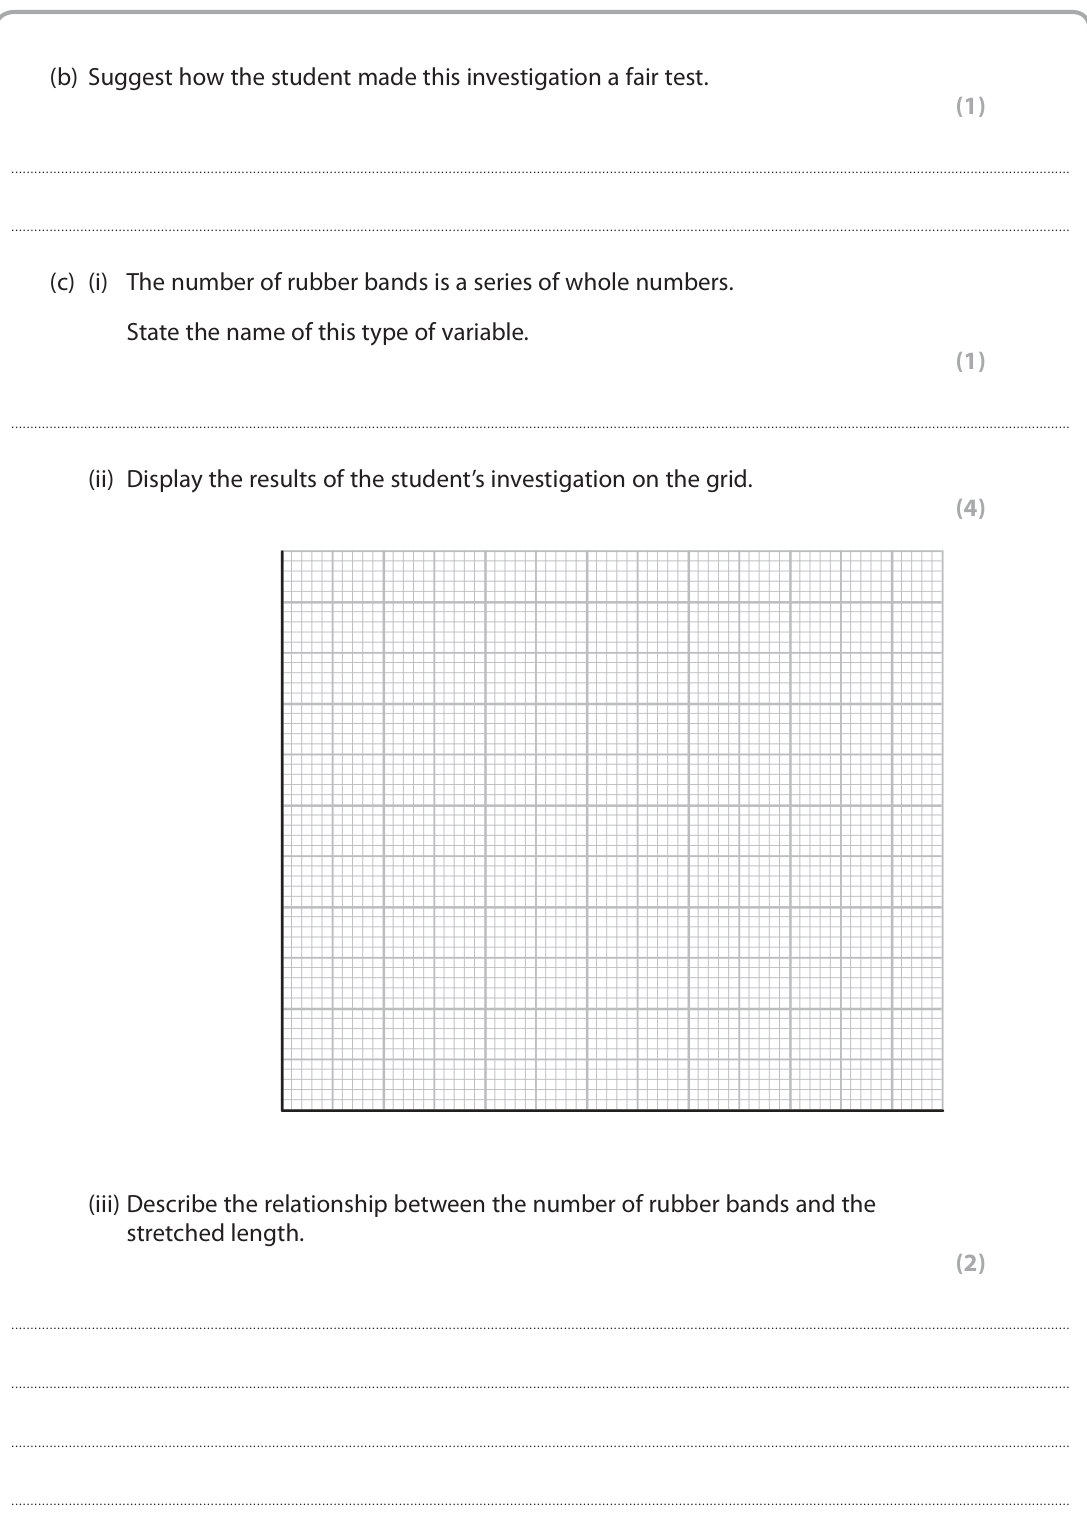 (b) Suggest how the student made this investigation a fair test.
(1)
(c) (i) The number of rubber bands is a series of whole numbers.
State the name of this type of variable.
(1)
(ii) Display the results of the student’s investigation on the grid.
(4)
(iii) Describe the relationship between the number of rubber bands and the
stretched length.
(2)